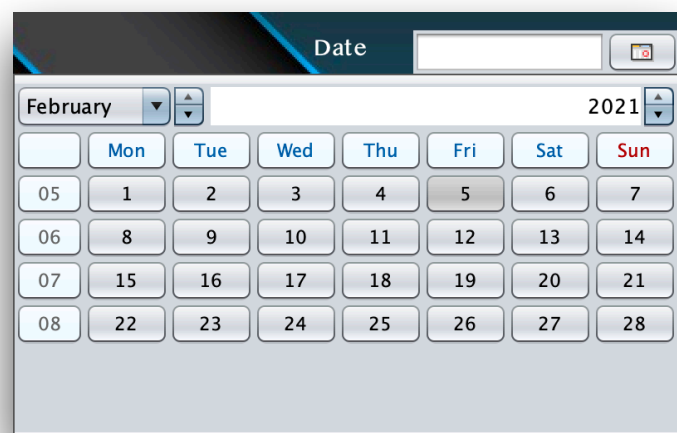 Date
February 2021
Mon Tue Wed Thu Fri Sat Sun
05 1 2 3 4 5 6 7
06 8 9 10 11 12 13 14
07 15 16 17 18 19 20 21
08 22 23 24 25 26 27 28